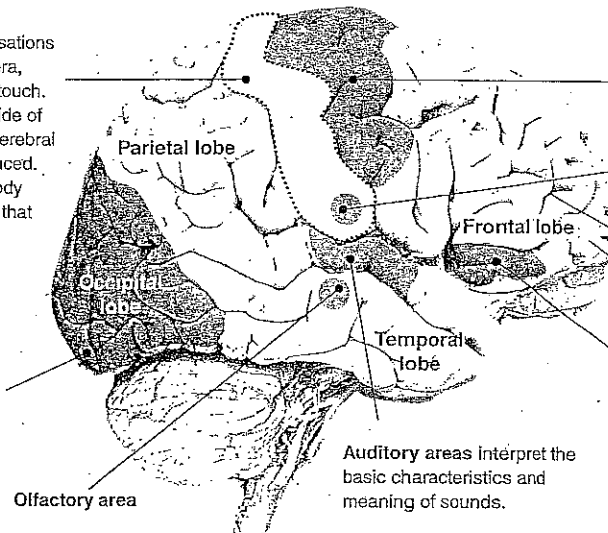 sations
era,
touch.
ide of
erebral
aced.
ody
that
Parietal lobe
Frontal lobe
Occipital
lobe
Temporal
lobe
Auditory areas interpret the
basic characteristics and
meaning of sounds.
Olfactory area